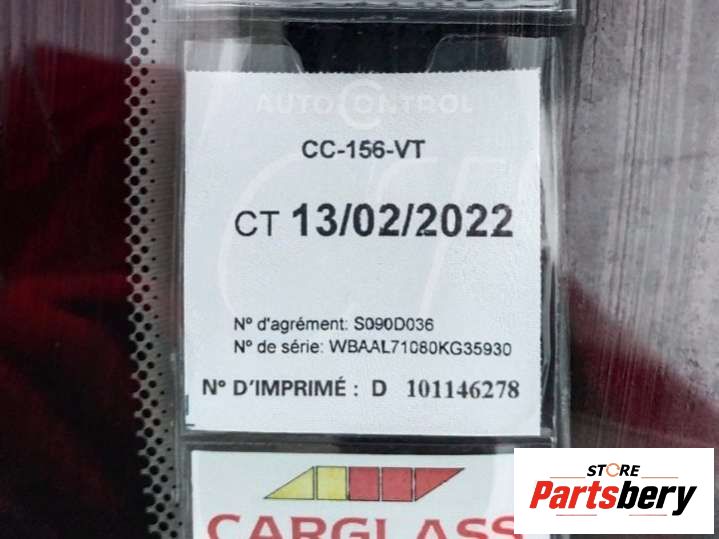 AUTOCONTROL
CC-156-VT
CT 13/02/2022
N° d'agrément: S090D036
N° de série: WBAAL71080KG35930
N° D'IMPRIMÉ : D 101146278
CARGLASS
STORE
Partsbery